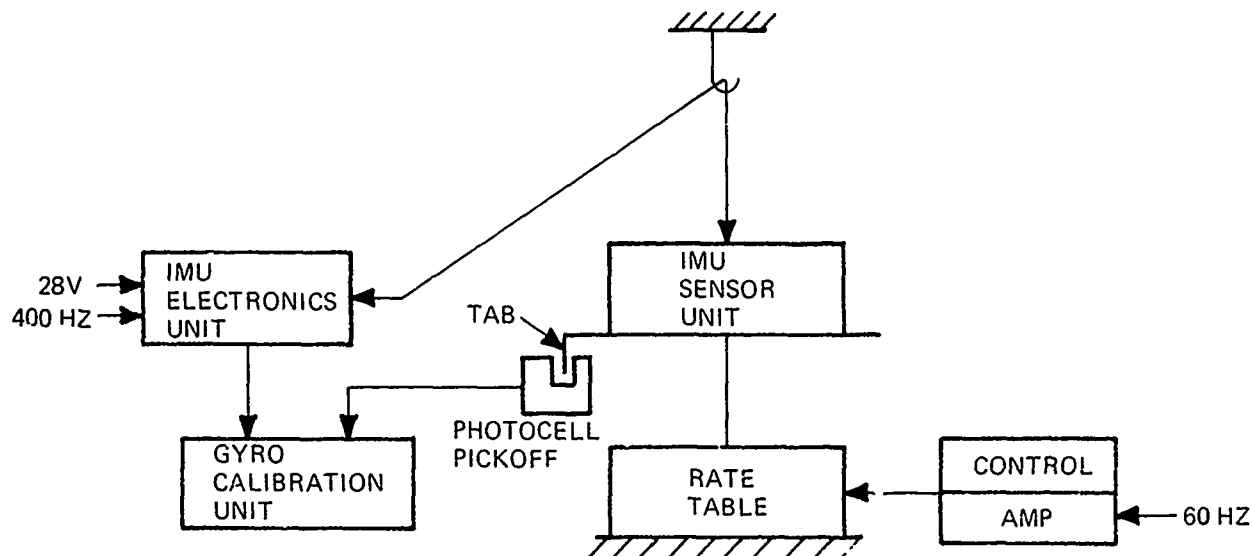 IMU
SENSOR
UNIT
IMU
ELECTRONICS
UNIT
28V
400 HZ
TAB
PHOTOCELL
PICKOFF
GYRO
CALIBRATION
UNIT
RATE
TABLE
CONTROL
AMP
60 HZ